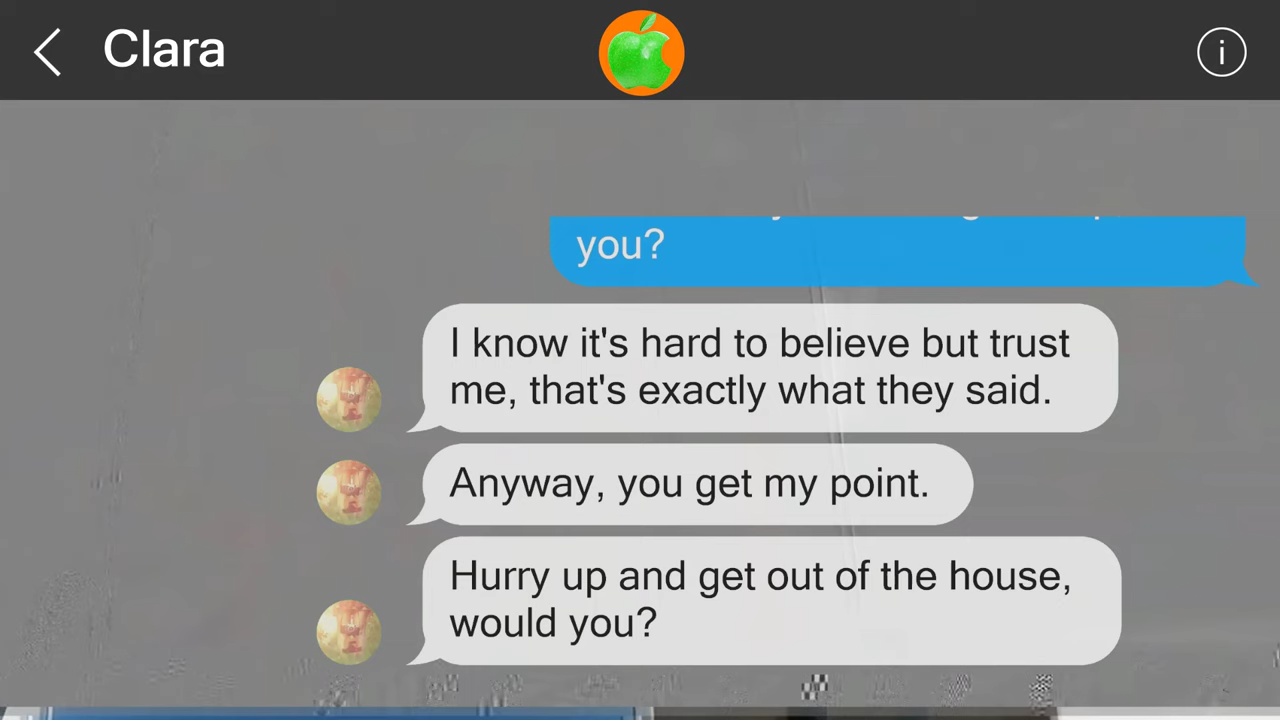 Clara
i
you?
I know it's hard to believe but trust
me, that's exactly what they said.
Anyway, you get my point.
Hurry up and get out of the house,
would you?